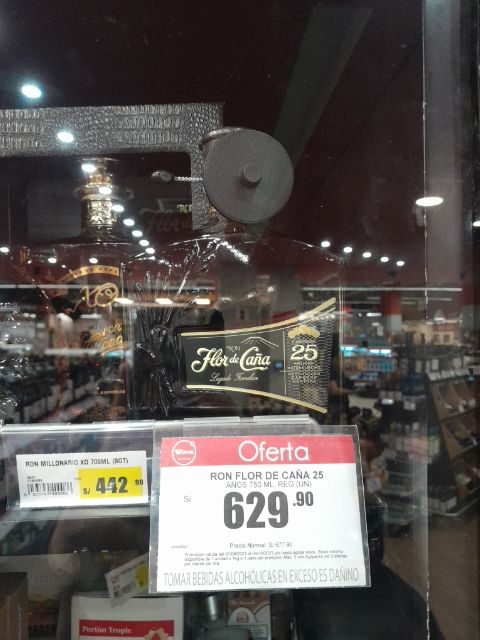 XO
RON
Flor de Caña
25
RON MILLONARIO XO 700ML (BOT)
S/ 442.90
Wong
Oferta
RON FLOR DE CAÑA 25
AÑOS 750 ML. REG (UN)
S/ 629.90
Precio Normal: S/ 677.90
TOMAR BEBIDAS ALCOHÓLICAS EN EXCESO ES DAÑINO
Portón Tropic